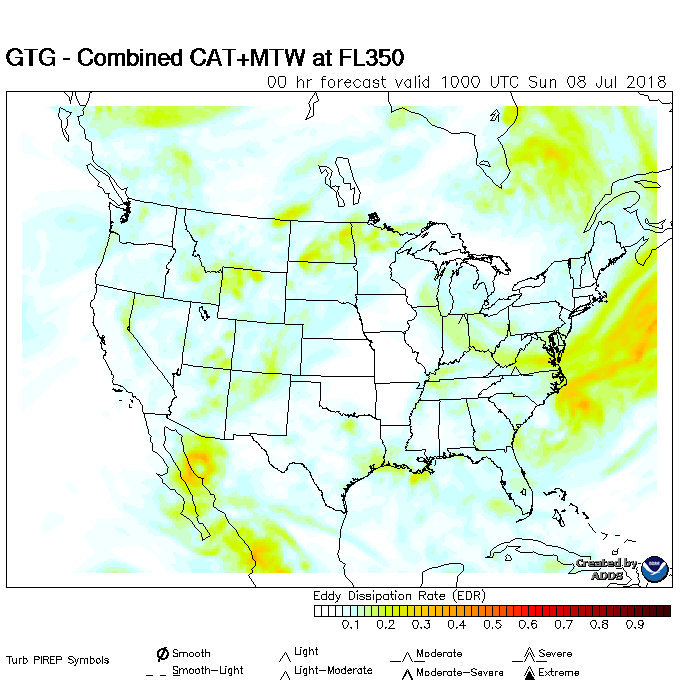 GTG - Combined CAT+MTW at FL350
00 hr forecast valid 1000 UTC Sun 08 Jul 2018
Created by
ADDS
Eddy Dissipation Rate (EDR)
0.1 0.2 0.3 0.4 0.5 0.6 0.7 0.8 0.9
Turb PIREP Symbols
Smooth Light Moderate Severe
Smooth-Light Light-Moderate Moderate-Severe Extreme